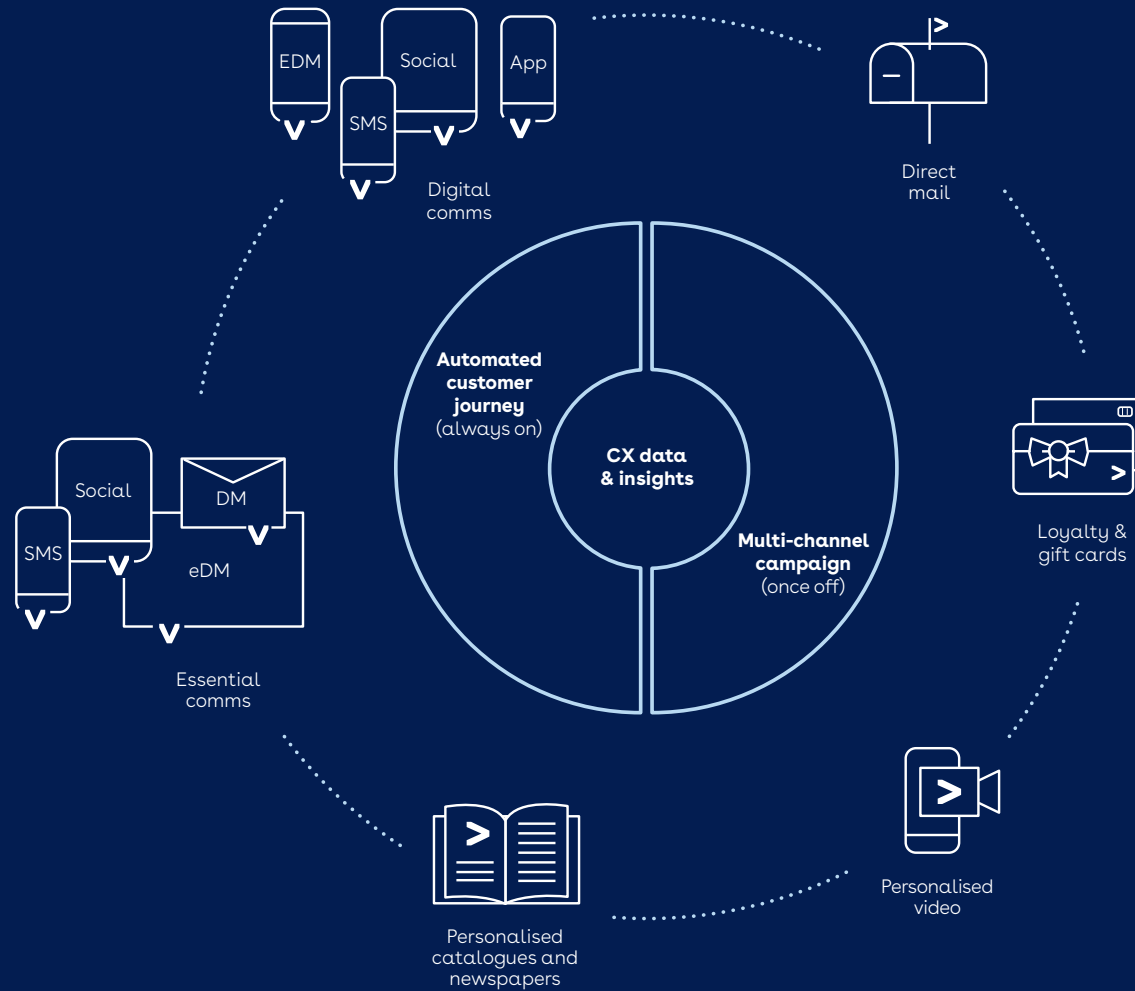 EDM
Social
App
SMS
Digital
comms
Direct
mail
Automated
customer
journey
(always on)
CX data
& insights
Multi-channel
campaign
(once off)
Loyalty &
gift cards
Social
DM
SMS
eDM
Essential
comms
Personalised
video
Personalised
catalogues and
newspapers